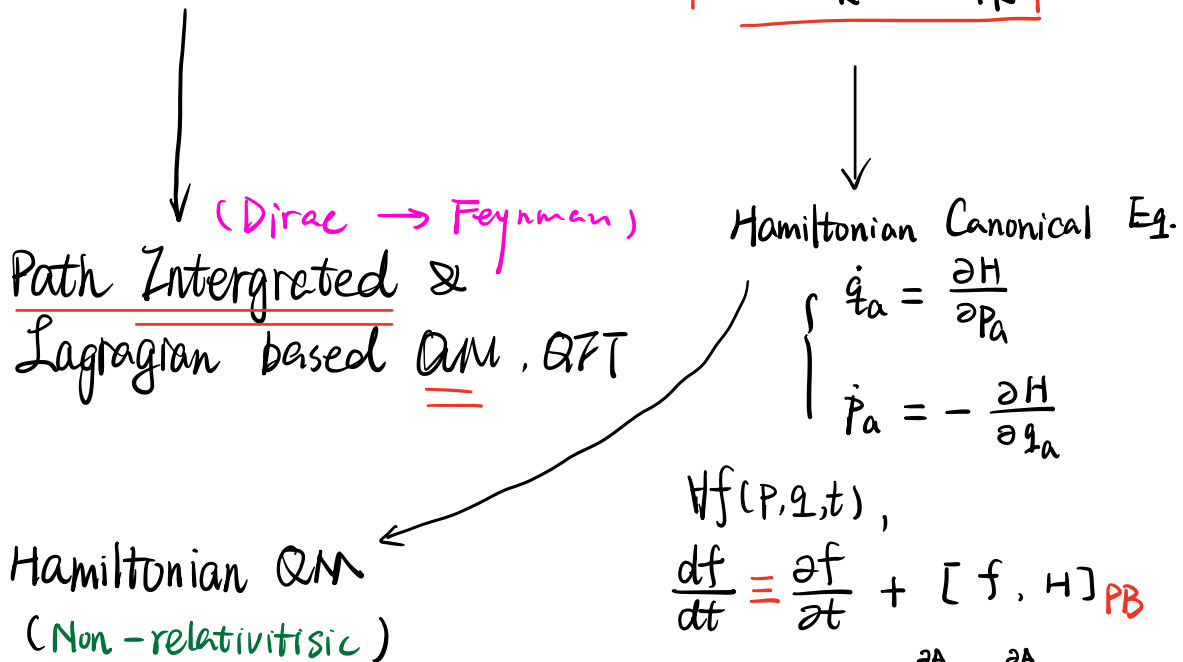 (Dirac → Feynman)
Path Intergrated &
Lagragian based QM, QFT
Hamiltonian QM
(Non-relativitisic)
Hamiltonian Canonical Eq.
q̇ₐ = ∂H/∂pₐ
ṗₐ = - ∂H/∂qₐ
∀f(p,q,t),
df/dt ≡ ∂f/∂t + [f, H]PB